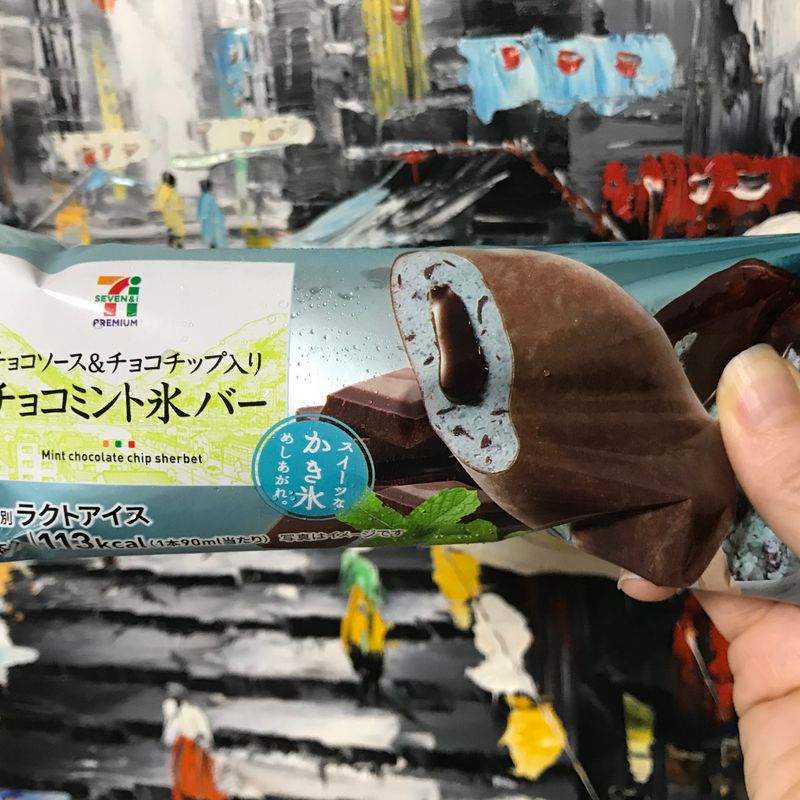 SEVEN&i
PREMIUM
チョコソース&チョコチップ入り
チョコミント氷バー
Mint chocolate chip sherbet
スイーツな
かき氷
めしあがれ。
別 ラクトアイス
113kcal(1本90ml当たり)
写真はイメージです